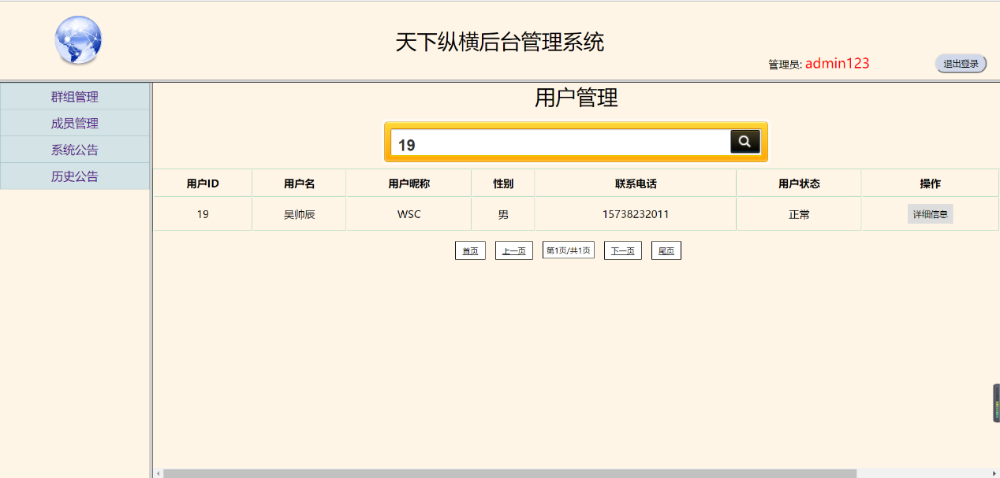 天下纵横后台管理系统
管理员: admin123
退出登录
群组管理
成员管理
系统公告
历史公告
用户管理
19
用户ID 用户名 用户昵称 性别 联系电话 用户状态 操作
19 吴帅辰 WSC 男 15738232011 正常 详细信息
首页 上一页 第1页/共1页 下一页 尾页